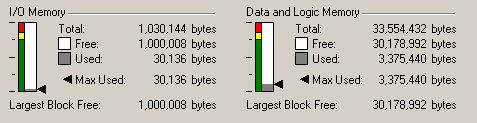 I/O Memory
Total: 1,030,144 bytes
Free: 1,000,008 bytes
Used: 30,136 bytes
Max Used: 30,136 bytes
Largest Block Free: 1,000,008 bytes
Data and Logic Memory
Total: 33,554,432 bytes
Free: 30,178,992 bytes
Used: 3,375,440 bytes
Max Used: 3,375,440 bytes
Largest Block Free: 30,178,992 bytes